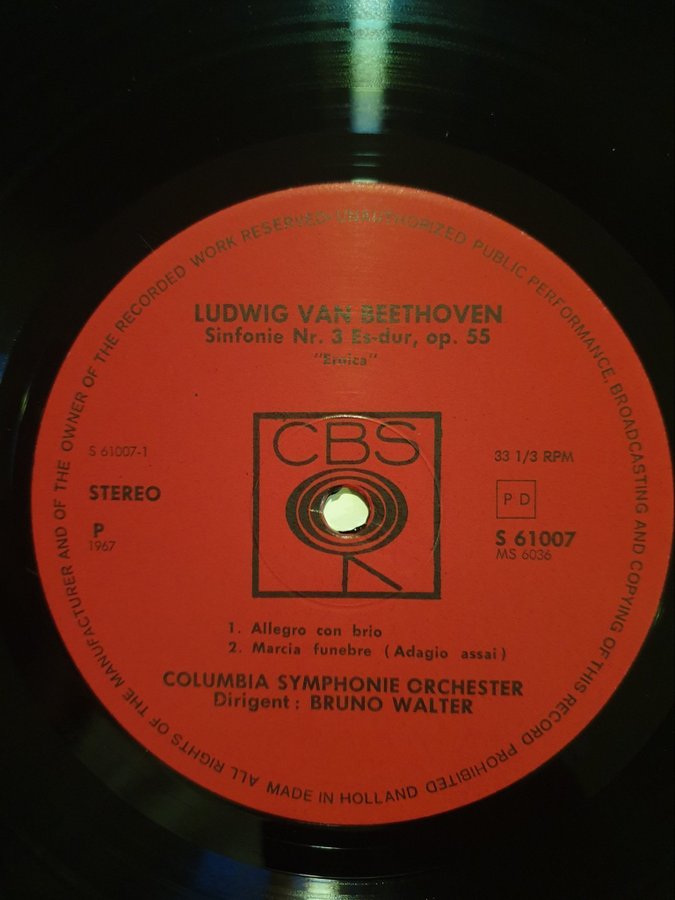 ALL RIGHTS OF THE MANUFACTURER AND OF THE OWNER OF THE RECORDED WORK RESERVED·UNAUTHORIZED PUBLIC PERFORMANCE, BROADCASTING AND COPYING OF THIS RECORD PROHIBITED
LUDWIG VAN BEETHOVEN
Sinfonie Nr. 3 Es-dur, op. 55
"Eroica"
CBS
S 61007-1
33 1/3 RPM
STEREO
P D
P
1967
S 61007
MS 6036
1. Allegro con brio
2. Marcia funebre (Adagio assai)
COLUMBIA SYMPHONIE ORCHESTER
Dirigent: BRUNO WALTER
MADE IN HOLLAND